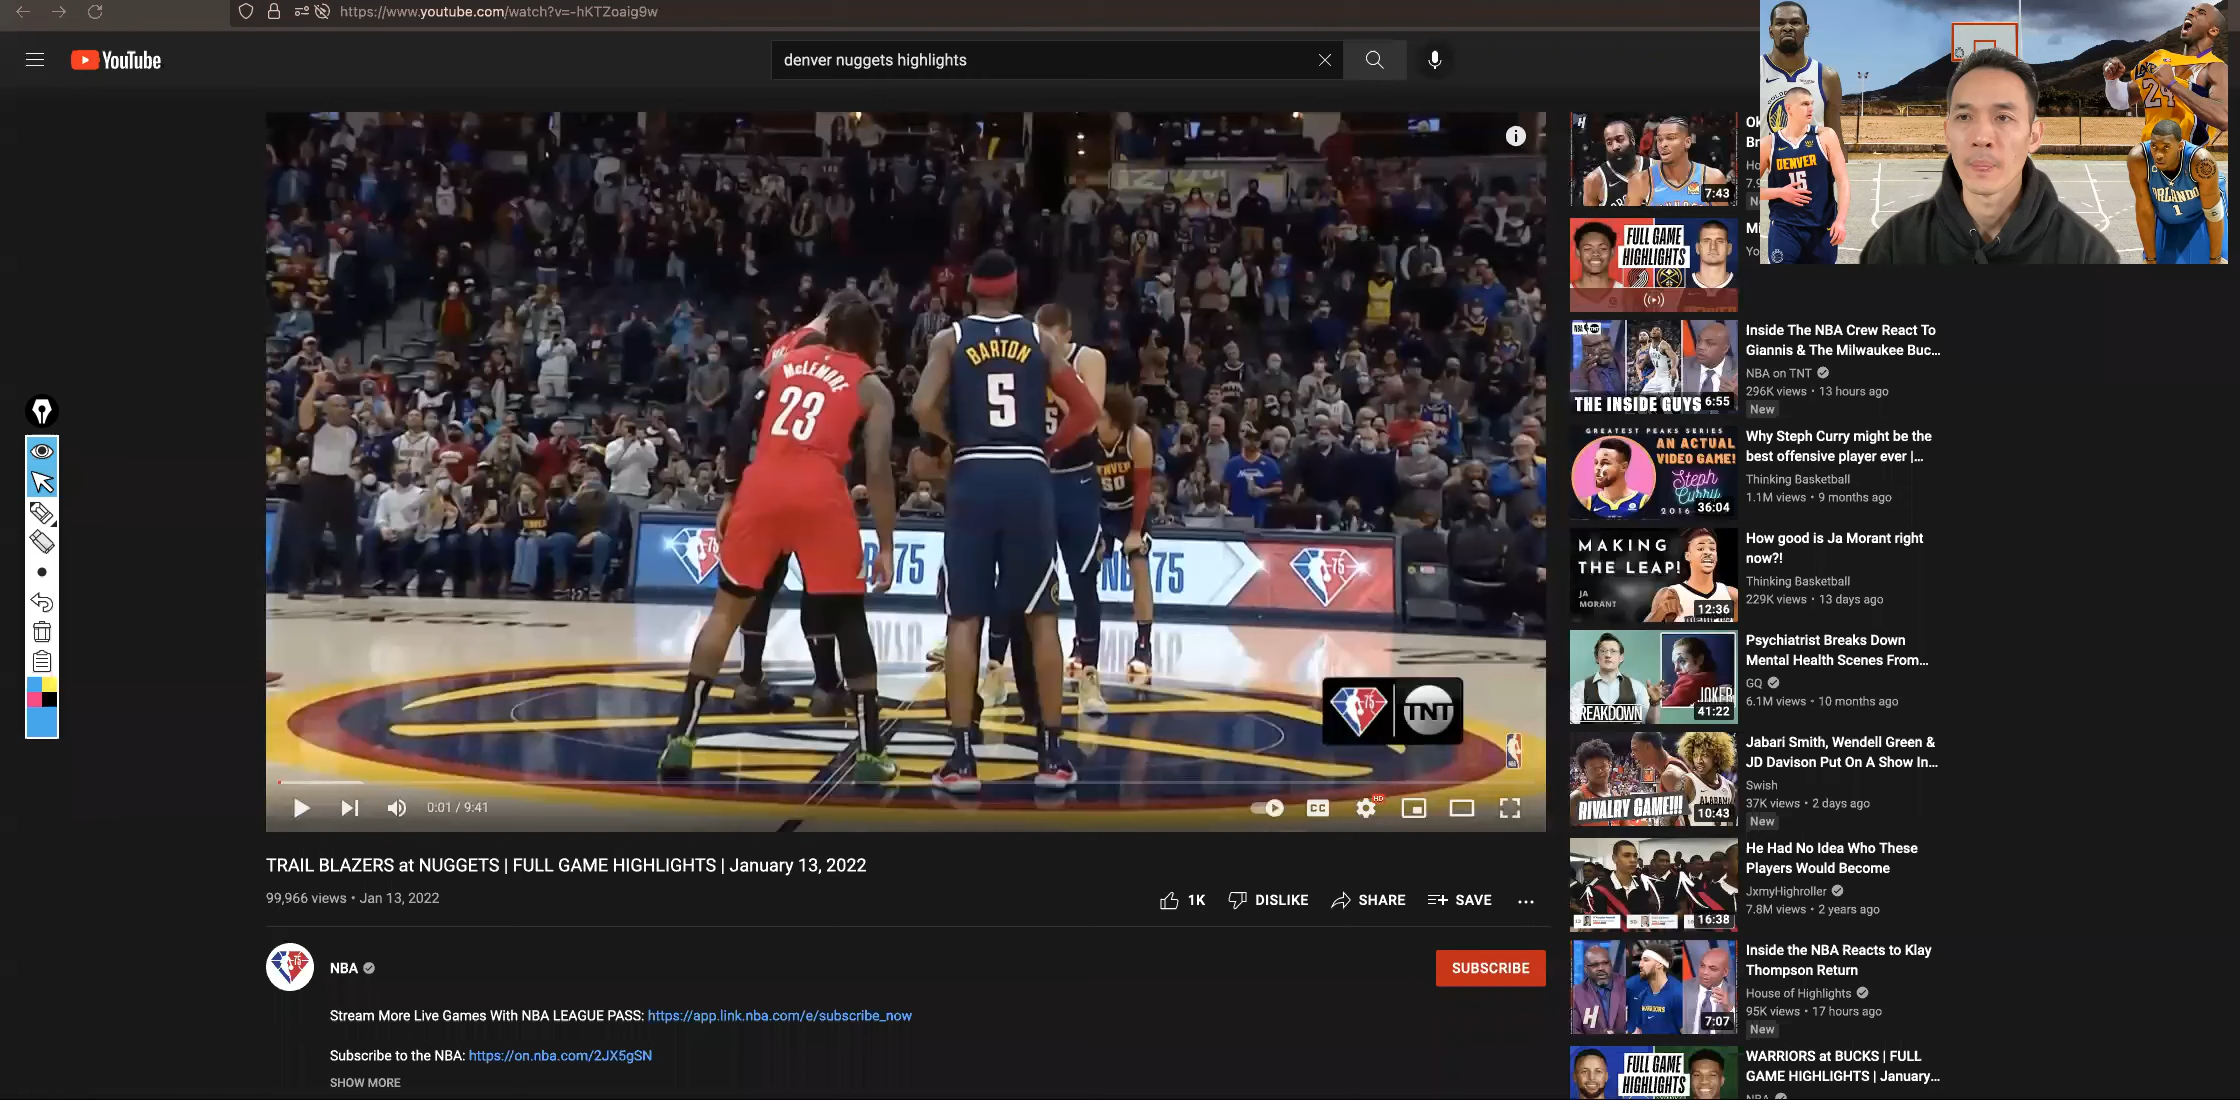 https://www.youtube.com/watch?v=-hKTZoaig9w
YouTube
denver nuggets highlights
McLEMORE
23
BARTON
5
NVER
50
75
NB 75
75
TNT
0:01 / 9:41
CC
HD
TRAIL BLAZERS at NUGGETS | FULL GAME HIGHLIGHTS | January 13, 2022
99,966 views • Jan 13, 2022
1K
DISLIKE
SHARE
SAVE
NBA
SUBSCRIBE
Stream More Live Games With NBA LEAGUE PASS: https://app.link.nba.com/e/subscribe_now
Subscribe to the NBA: https://on.nba.com/2JX5gSN
SHOW MORE
7:43
FULL GAME
HIGHLIGHTS
THE INSIDE GUYS
6:55
Inside The NBA Crew React To
Giannis & The Milwaukee Buc...
NBA on TNT
296K views • 13 hours ago
New
GREATEST PEAKS SERIES
AN ACTUAL
VIDEO GAME!
Steph
Curry
2016
36:04
Why Steph Curry might be the
best offensive player ever |...
Thinking Basketball
1.1M views • 9 months ago
MAKING
THE LEAP!
JA
MORANT
12:36
How good is Ja Morant right
now?!
Thinking Basketball
229K views • 13 days ago
JOKER
REAKDOWN
41:22
Psychiatrist Breaks Down
Mental Health Scenes From...
GQ
6.1M views • 10 months ago
RIVALRY GAME!!!
10:43
Jabari Smith, Wendell Green &
JD Davison Put On A Show In...
Swish
37K views • 2 days ago
New
16:38
He Had No Idea Who These
Players Would Become
JxmyHighroller
7.8M views • 2 years ago
H
7:07
Inside the NBA Reacts to Klay
Thompson Return
House of Highlights
95K views • 17 hours ago
New
FULL GAME
HIGHLIGHTS
WARRIORS at BUCKS | FULL
GAME HIGHLIGHTS | January...
NBA
DENVER
15
24
ORLANDO
1